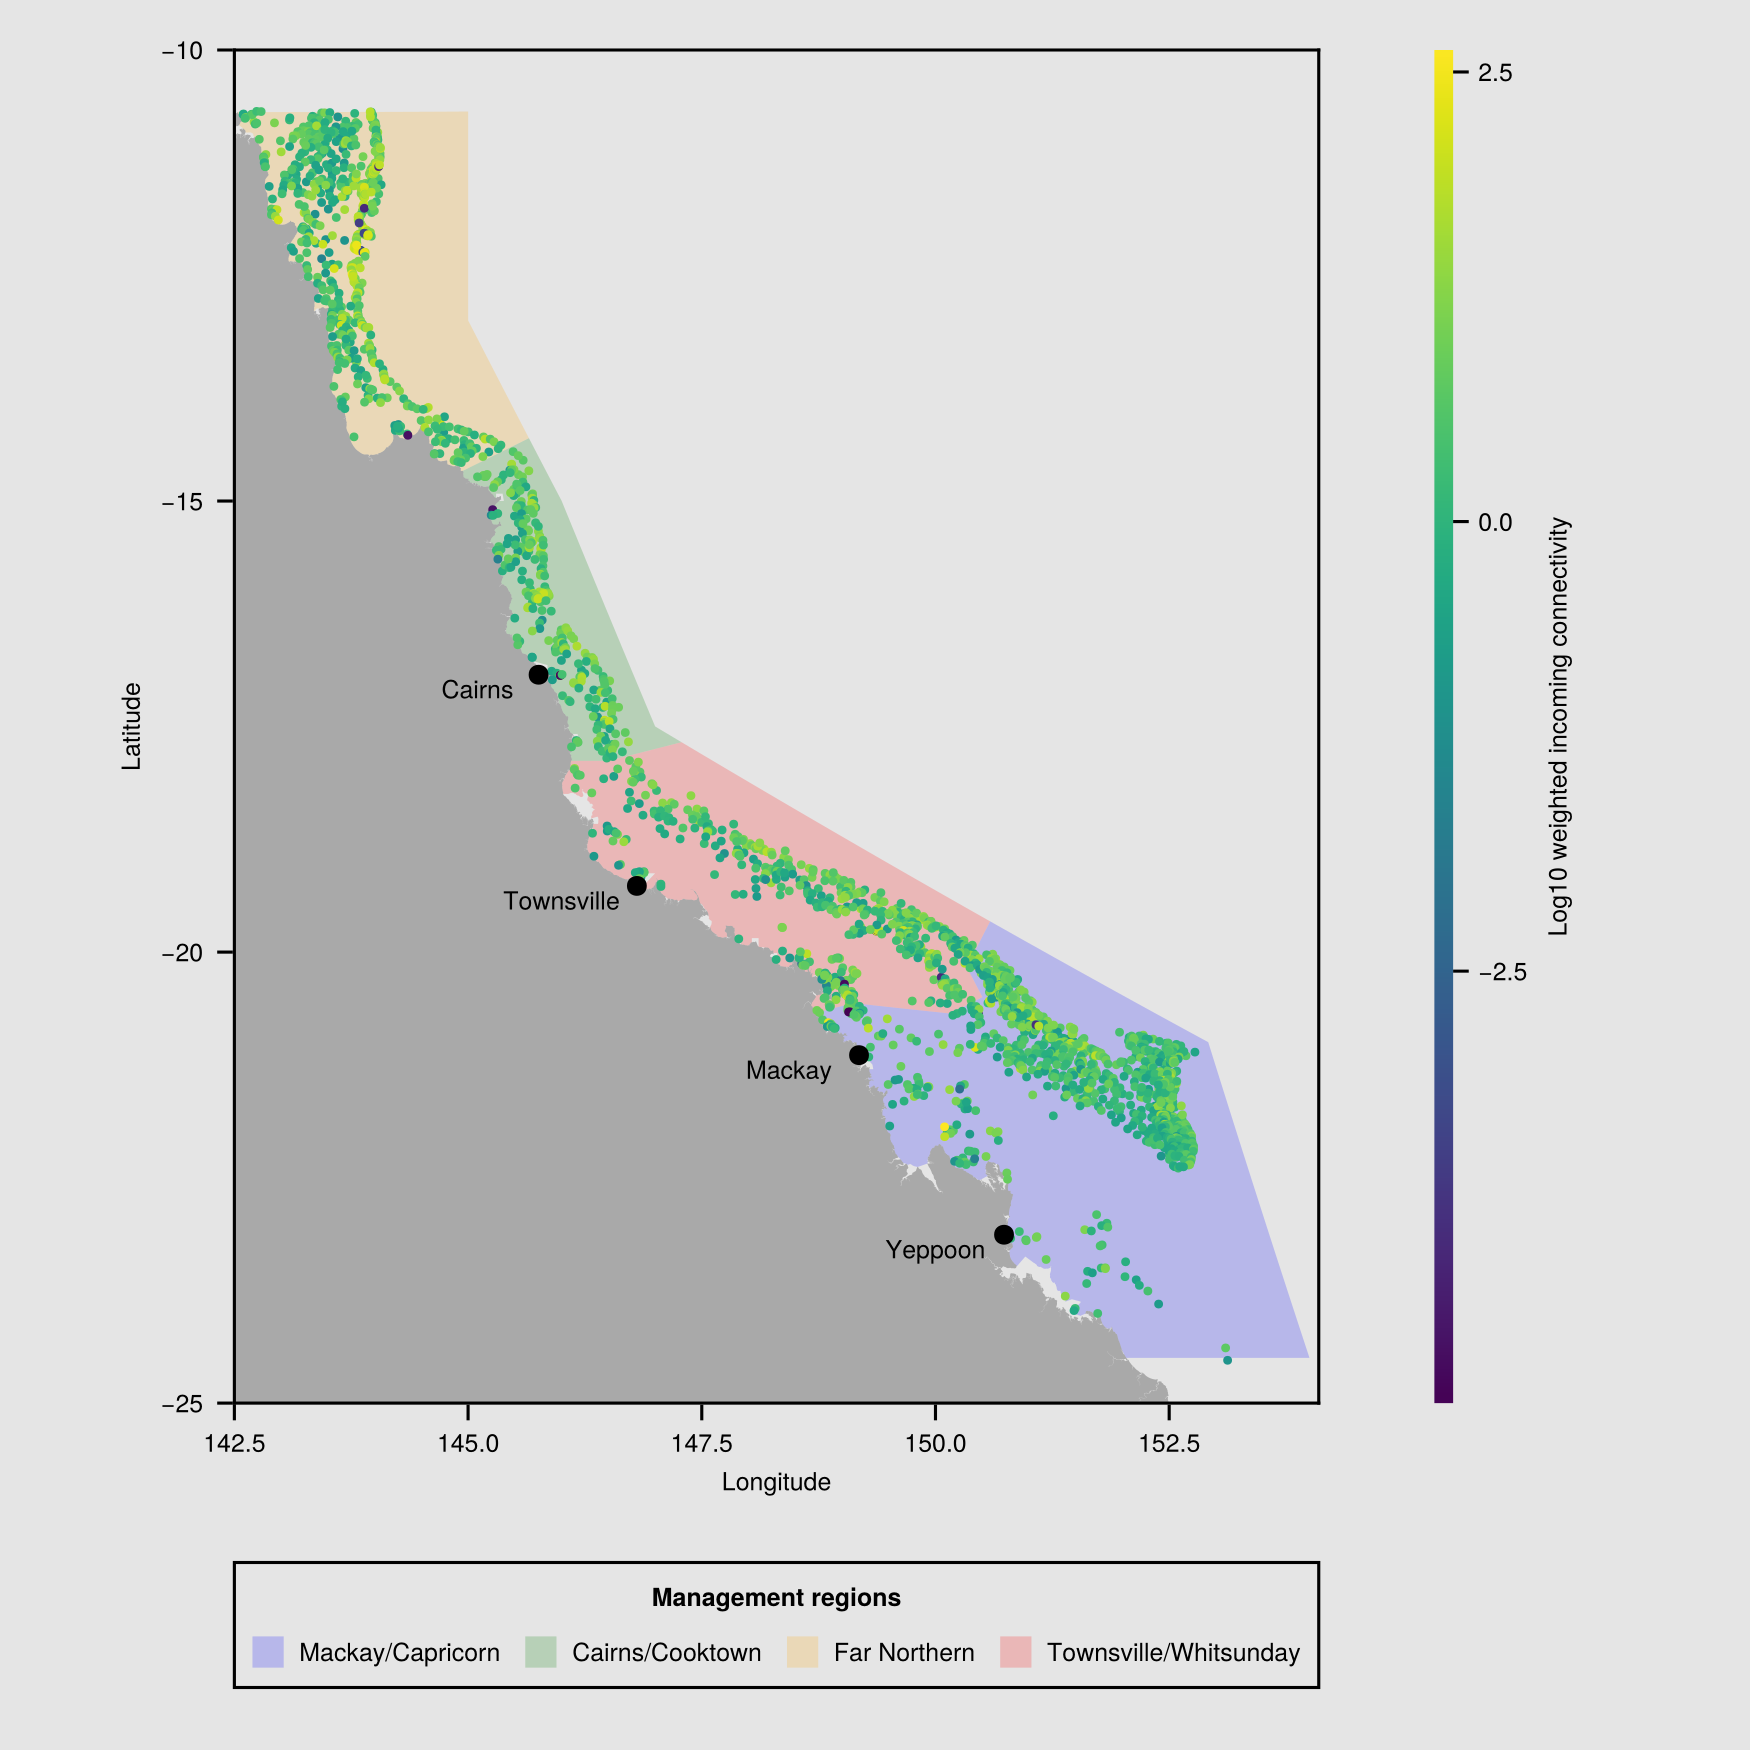 −10
−15
−20
−25
Latitude
Cairns
Townsville
Mackay
Yeppoon
142.5
145.0
147.5
150.0
152.5
Longitude
2.5
0.0
−2.5
Log10 weighted incoming connectivity
Management regions
Mackay/Capricorn
Cairns/Cooktown
Far Northern
Townsville/Whitsunday